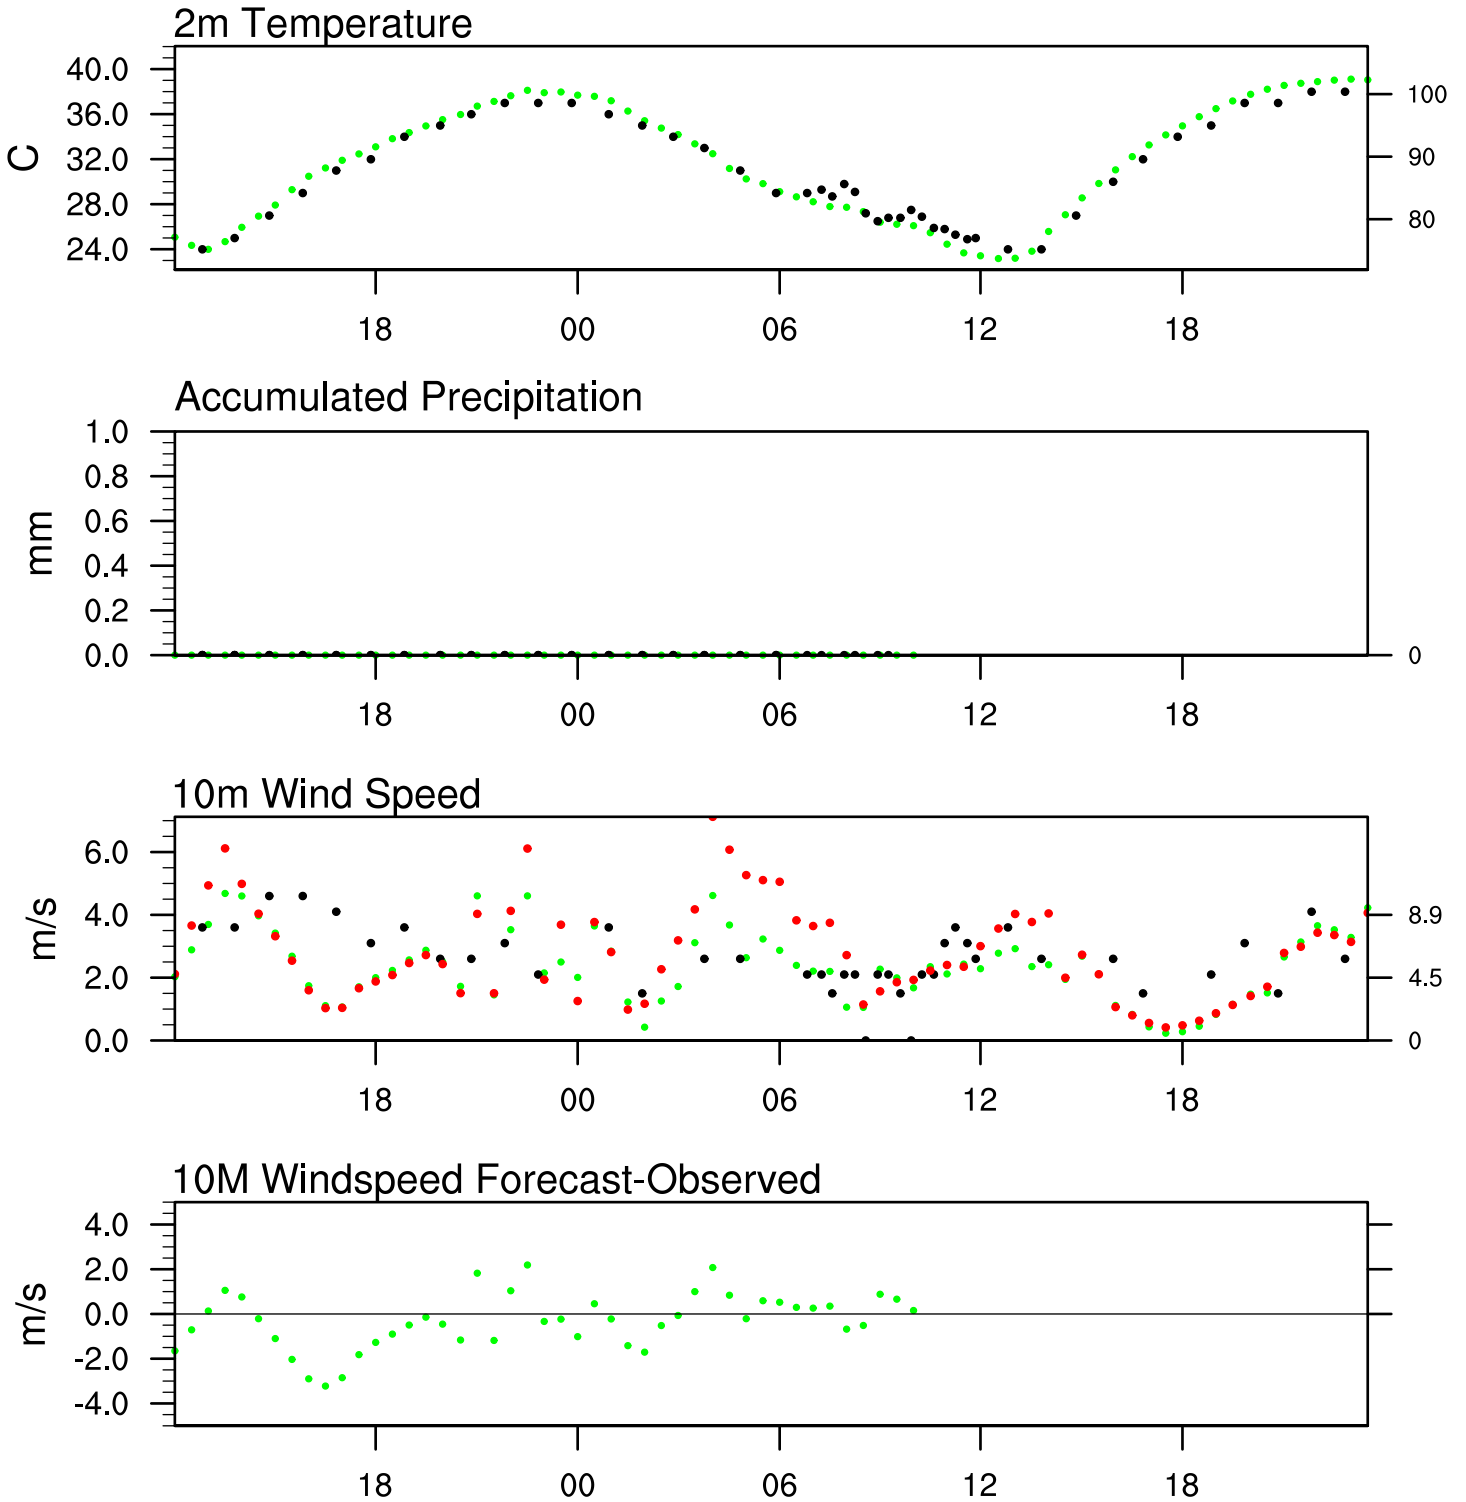 2m Temperature
40.0
36.0
32.0
28.0
24.0
C
100
90
80
18 00 06 12 18
Accumulated Precipitation
1.0
0.8
0.6
0.4
0.2
0.0
mm
0
18 00 06 12 18
10m Wind Speed
6.0
4.0
2.0
0.0
m/s
8.9
4.5
0
18 00 06 12 18
10M Windspeed Forecast-Observed
4.0
2.0
0.0
-2.0
-4.0
m/s
18 00 06 12 18